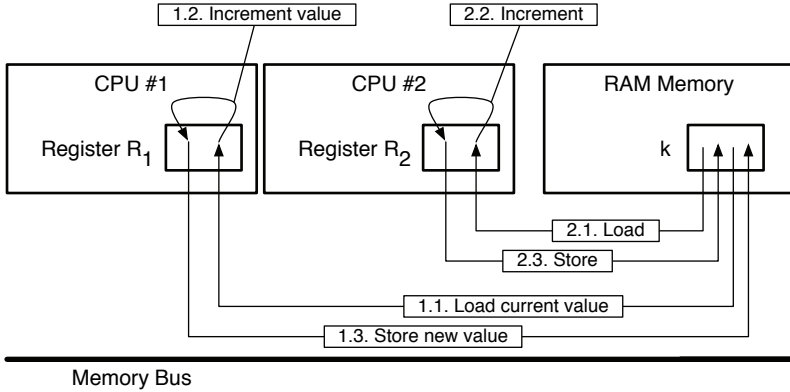 1.2. Increment value
2.2. Increment
CPU #1
CPU #2
RAM Memory
Register R1
Register R2
k
2.1. Load
2.3. Store
1.1. Load current value
1.3. Store new value
Memory Bus